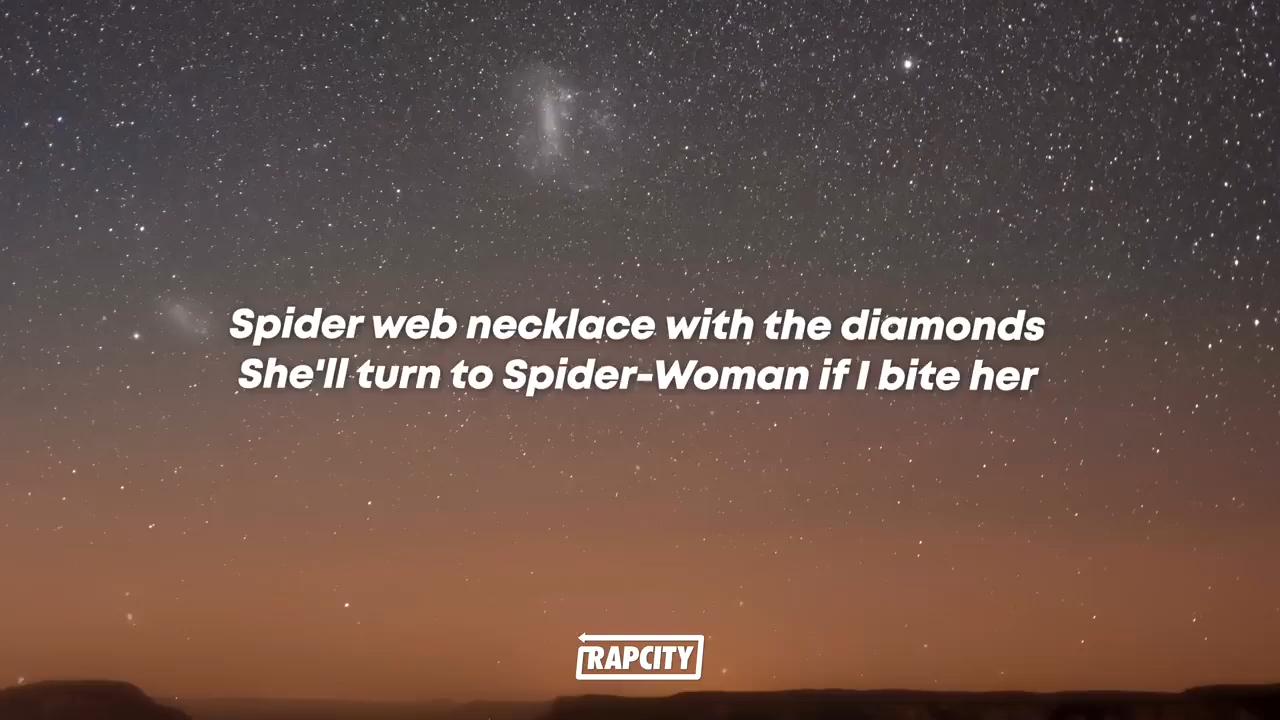 Spider web necklace with the diamonds
She'll turn to Spider-Woman if I bite her
RAPCITY